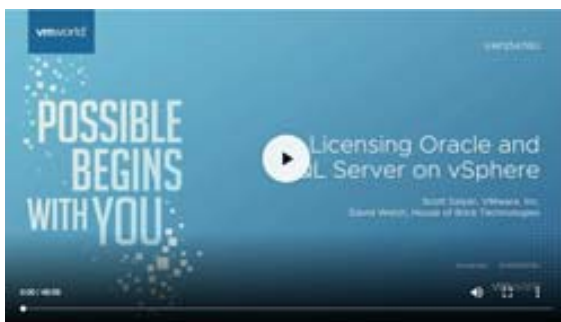 vmworld
POSSIBLE
BEGINS
WITH YOU
Licensing Oracle and
QL Server on vSphere
Scott Salyer, VMware, Inc.
David Welch, House of Brick Technologies